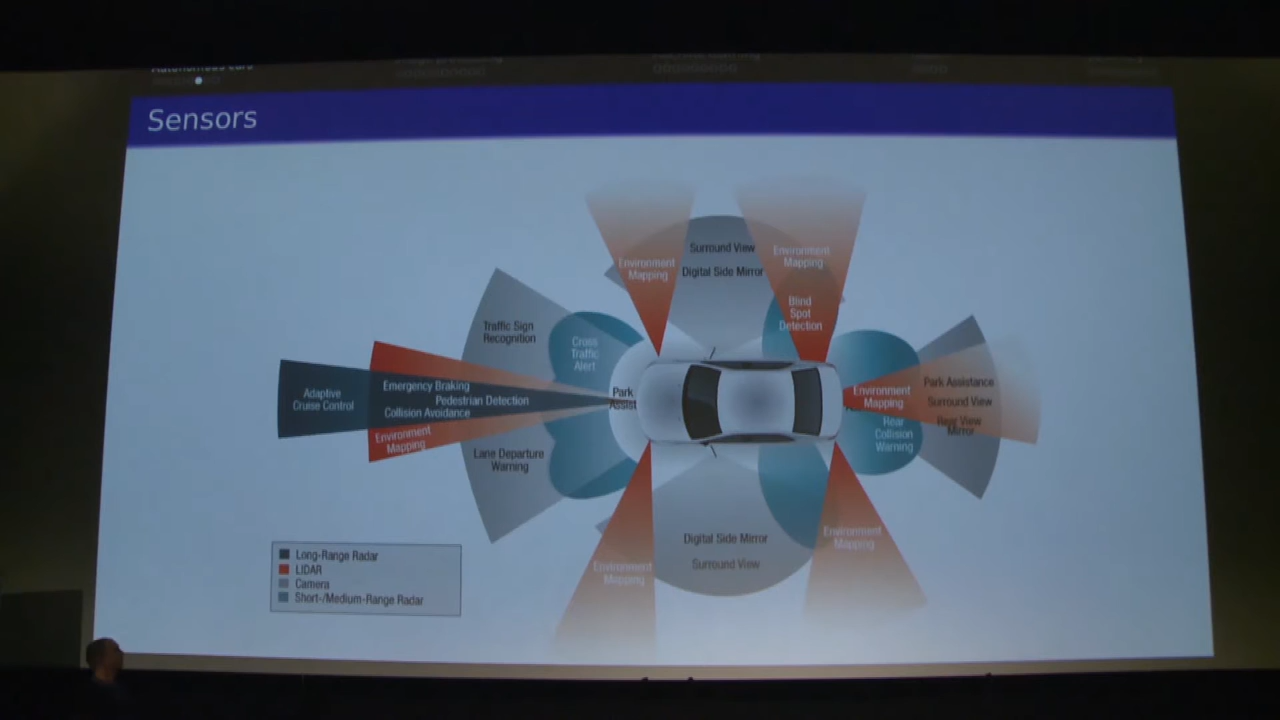 Autonomous cars
Sensors
Surround View
Digital Side Mirror
Environment
Mapping
Environment
Mapping
Blind
Spot
Detection
Traffic Sign
Recognition
Cross
Traffic
Alert
Adaptive
Cruise Control
Emergency Braking
Pedestrian Detection
Collision Avoidance
Environment
Mapping
Park
Assist
Lane Departure
Warning
Environment
Mapping
Park Assistance
Surround View
Rear View
Mirror
Rear
Collision
Warning
Digital Side Mirror
Surround View
Environment
Mapping
Environment
Mapping
Long-Range Radar
LIDAR
Camera
Short-/Medium-Range Radar